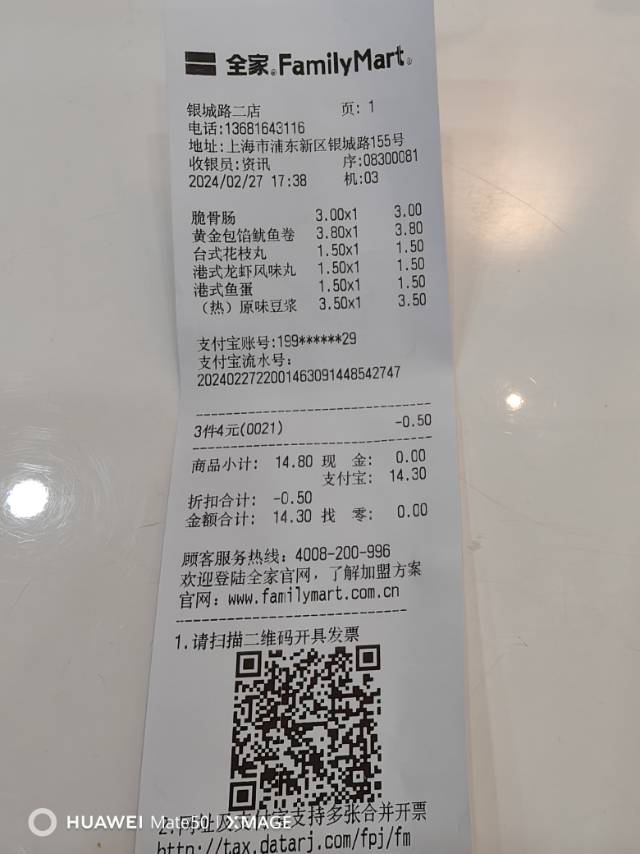 全家 FamilyMart
银城路二店 页: 1
电话:13681643116
地址:上海市浦东新区银城路155号
收银员:资讯 序:08300081
2024/02/27 17:38 机:03
脆骨肠 3.00x1 3.00
黄金包馅鱿鱼卷 3.80x1 3.80
台式花枝丸 1.50x1 1.50
港式龙虾风味丸 1.50x1 1.50
港式鱼蛋 1.50x1 1.50
（热）原味豆浆 3.50x1 3.50
支付宝账号:199******29
支付宝流水号:
2024022722001463091448542747
3件4元(0021) -0.50
商品小计: 14.80 现 金: 0.00
支付宝: 14.30
折扣合计: -0.50
金额合计: 14.30 找 零: 0.00
顾客服务热线: 4008-200-996
欢迎登陆全家官网，了解加盟方案
官网: www.familymart.com.cn
1.请扫描二维码开具发票
支持多张合并开票
http://tax.datarj.com/fpj/fm
HUAWEI Mate50 | XMAGE